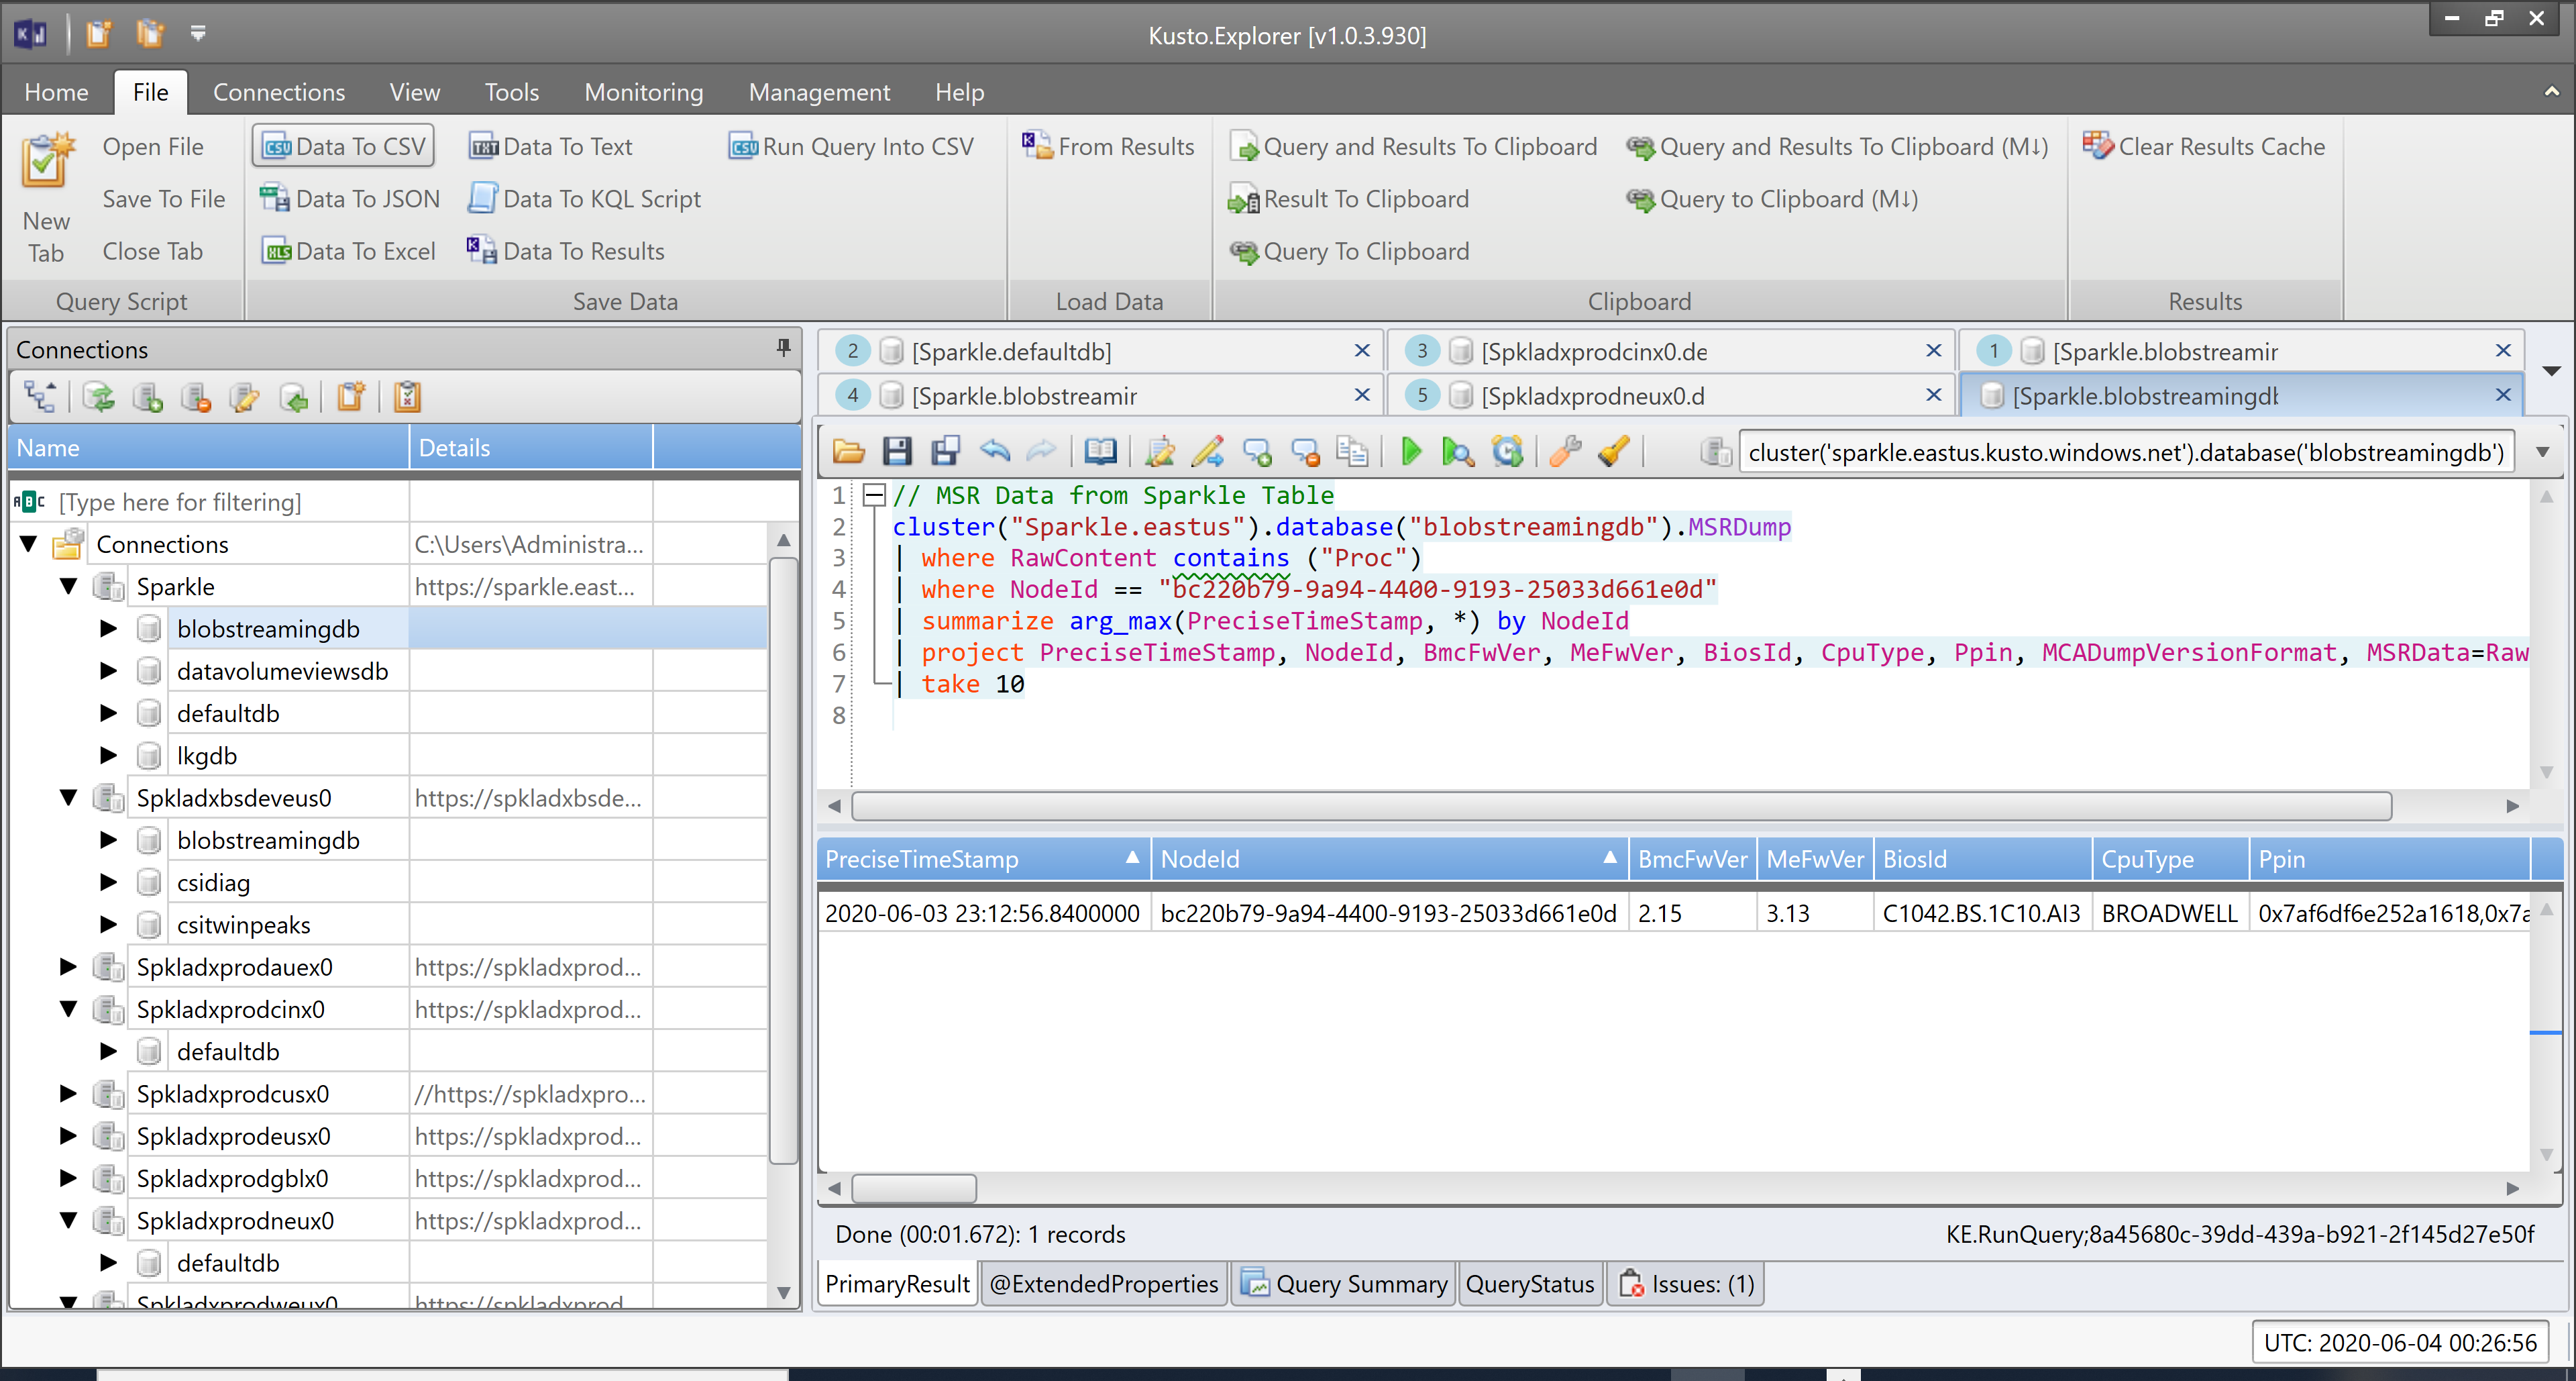 Kusto.Explorer [v1.0.3.930]
Home File Connections View Tools Monitoring Management Help
New Tab
Open File
Save To File
Close Tab
Query Script
Data To CSV
Data To JSON
Data To Excel
Data To Text
Data To KQL Script
Data To Results
Run Query Into CSV
Save Data
From Results
Load Data
Query and Results To Clipboard
Result To Clipboard
Query To Clipboard
Query and Results To Clipboard (M↓)
Query to Clipboard (M↓)
Clipboard
Clear Results Cache
Results
Connections
Name Details
ABC [Type here for filtering]
Connections C:\Users\Administra...
Sparkle https://sparkle.east...
blobstreamingdb
datavolumeviewsdb
defaultdb
lkgdb
Spkladxbsdeveus0 https://spkladxbsde...
blobstreamingdb
csidiag
csitwinpeaks
Spkladxprodauex0 https://spkladxprod...
Spkladxprodcinx0 https://spkladxprod...
defaultdb
Spkladxprodcusx0 //https://spkladxpro...
Spkladxprodeusx0 https://spkladxprod...
Spkladxprodgblx0 https://spkladxprod...
Spkladxprodneux0 https://spkladxprod...
defaultdb
Spkladxprodweux0 https://spkladxprod
2 [Sparkle.defaultdb]
3 [Spkladxprodcinx0.de
1 [Sparkle.blobstreamir
4 [Sparkle.blobstreamir
5 [Spkladxprodneux0.d
[Sparkle.blobstreamingdb
cluster('sparkle.eastus.kusto.windows.net').database('blobstreamingdb')
1 // MSR Data from Sparkle Table
2 cluster("Sparkle.eastus").database("blobstreamingdb").MSRDump
3 | where RawContent contains ("Proc")
4 | where NodeId == "bc220b79-9a94-4400-9193-25033d661e0d"
5 | summarize arg_max(PreciseTimeStamp, *) by NodeId
6 | project PreciseTimeStamp, NodeId, BmcFwVer, MeFwVer, BiosId, CpuType, Ppin, MCADumpVersionFormat, MSRData=Raw
7 | take 10
8
PreciseTimeStamp NodeId BmcFwVer MeFwVer BiosId CpuType Ppin
2020-06-03 23:12:56.8400000 bc220b79-9a94-4400-9193-25033d661e0d 2.15 3.13 C1042.BS.1C10.AI3 BROADWELL 0x7af6df6e252a1618,0x7a
Done (00:01.672): 1 records
KE.RunQuery;8a45680c-39dd-439a-b921-2f145d27e50f
PrimaryResult @ExtendedProperties Query Summary QueryStatus Issues: (1)
UTC: 2020-06-04 00:26:56